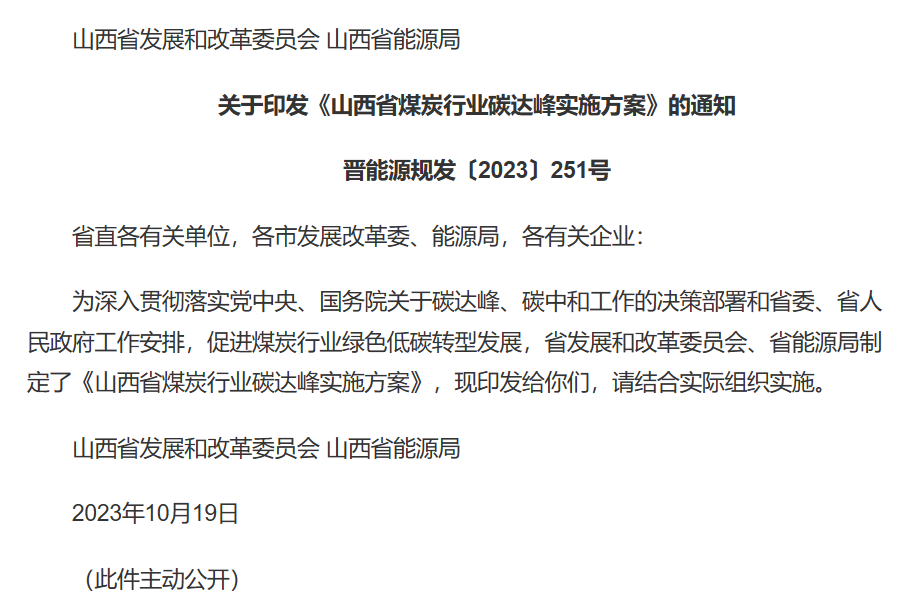 山西省发展和改革委员会 山西省能源局
关于印发《山西省煤炭行业碳达峰实施方案》的通知
晋能源规发〔2023〕251号
省直各有关单位，各市发展改革委、能源局，各有关企业：
为深入贯彻落实党中央、国务院关于碳达峰、碳中和工作的决策部署和省委、省人
民政府工作安排，促进煤炭行业绿色低碳转型发展，省发展和改革委员会、省能源局制
定了《山西省煤炭行业碳达峰实施方案》，现印发给你们，请结合实际组织实施。
山西省发展和改革委员会 山西省能源局
2023年10月19日
（此件主动公开）